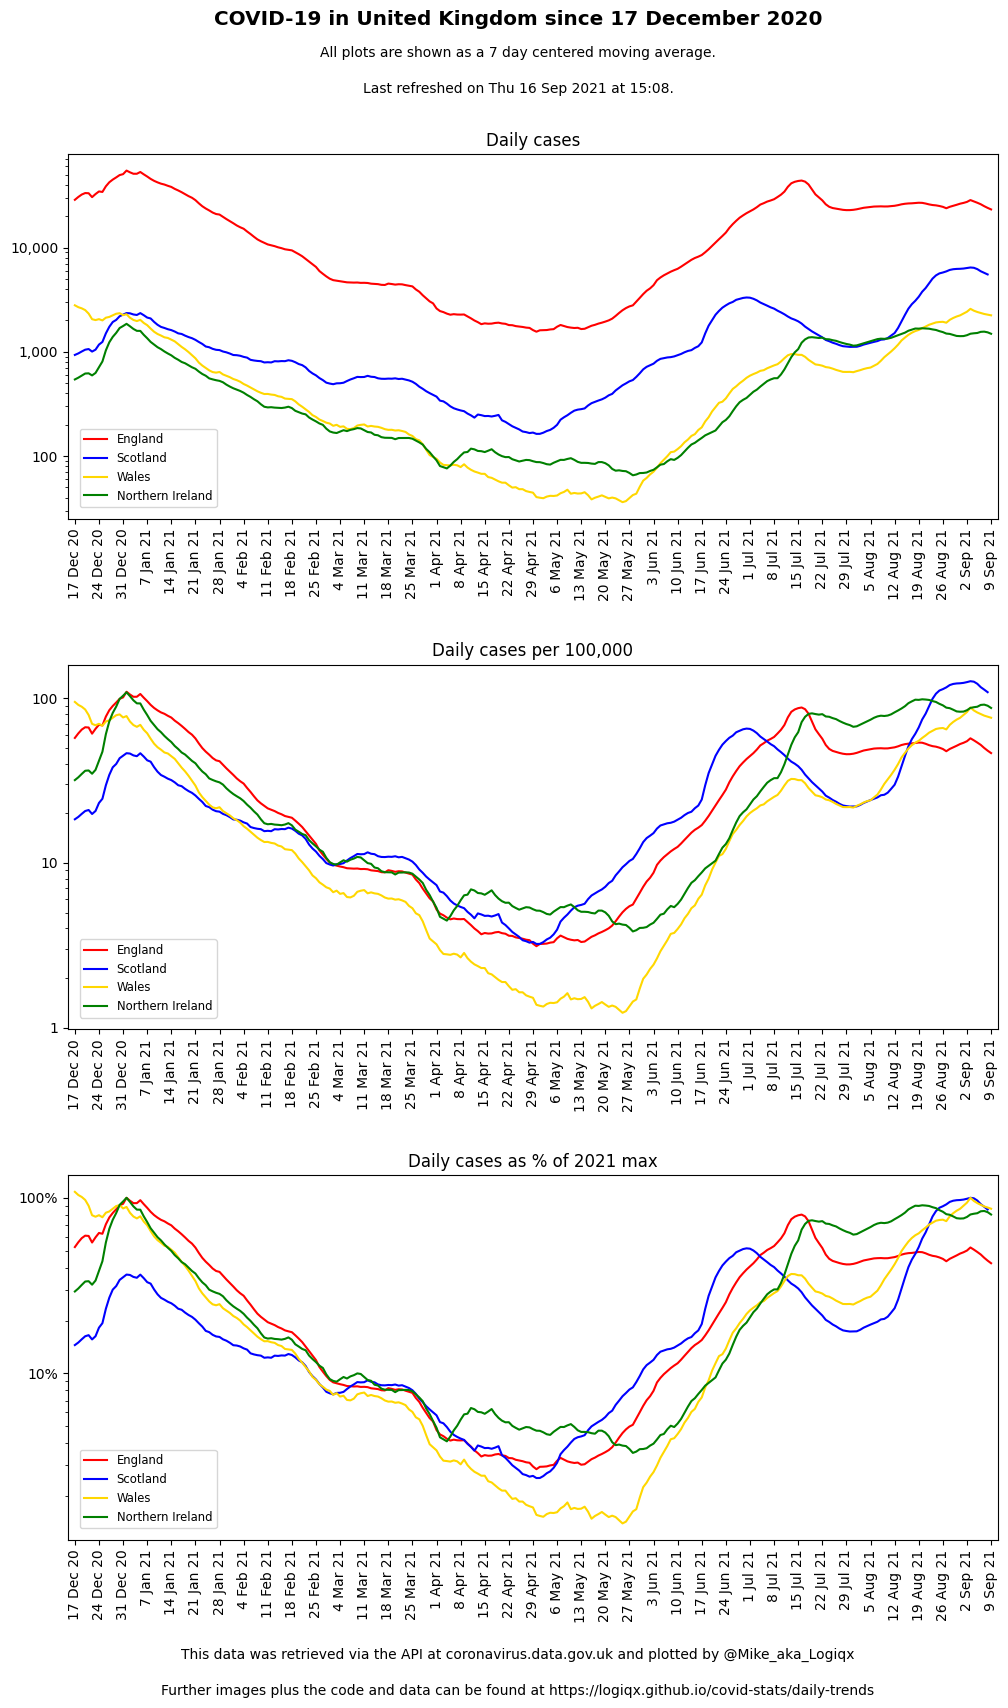 COVID-19 in United Kingdom since 17 December 2020
All plots are shown as a 7 day centered moving average.
Last refreshed on Thu 16 Sep 2021 at 15:08.
Daily cases
10,000
1,000
100
England
Scotland
Wales
Northern Ireland
17 Dec 20
24 Dec 20
31 Dec 20
7 Jan 21
14 Jan 21
21 Jan 21
28 Jan 21
4 Feb 21
11 Feb 21
18 Feb 21
25 Feb 21
4 Mar 21
11 Mar 21
18 Mar 21
25 Mar 21
1 Apr 21
8 Apr 21
15 Apr 21
22 Apr 21
29 Apr 21
6 May 21
13 May 21
20 May 21
27 May 21
3 Jun 21
10 Jun 21
17 Jun 21
24 Jun 21
1 Jul 21
8 Jul 21
15 Jul 21
22 Jul 21
29 Jul 21
5 Aug 21
12 Aug 21
19 Aug 21
26 Aug 21
2 Sep 21
9 Sep 21
Daily cases per 100,000
100
10
1
England
Scotland
Wales
Northern Ireland
17 Dec 20
24 Dec 20
31 Dec 20
7 Jan 21
14 Jan 21
21 Jan 21
28 Jan 21
4 Feb 21
11 Feb 21
18 Feb 21
25 Feb 21
4 Mar 21
11 Mar 21
18 Mar 21
25 Mar 21
1 Apr 21
8 Apr 21
15 Apr 21
22 Apr 21
29 Apr 21
6 May 21
13 May 21
20 May 21
27 May 21
3 Jun 21
10 Jun 21
17 Jun 21
24 Jun 21
1 Jul 21
8 Jul 21
15 Jul 21
22 Jul 21
29 Jul 21
5 Aug 21
12 Aug 21
19 Aug 21
26 Aug 21
2 Sep 21
9 Sep 21
Daily cases as % of 2021 max
100%
10%
England
Scotland
Wales
Northern Ireland
17 Dec 20
24 Dec 20
31 Dec 20
7 Jan 21
14 Jan 21
21 Jan 21
28 Jan 21
4 Feb 21
11 Feb 21
18 Feb 21
25 Feb 21
4 Mar 21
11 Mar 21
18 Mar 21
25 Mar 21
1 Apr 21
8 Apr 21
15 Apr 21
22 Apr 21
29 Apr 21
6 May 21
13 May 21
20 May 21
27 May 21
3 Jun 21
10 Jun 21
17 Jun 21
24 Jun 21
1 Jul 21
8 Jul 21
15 Jul 21
22 Jul 21
29 Jul 21
5 Aug 21
12 Aug 21
19 Aug 21
26 Aug 21
2 Sep 21
9 Sep 21
This data was retrieved via the API at coronavirus.data.gov.uk and plotted by @Mike_aka_Logiqx
Further images plus the code and data can be found at https://logiqx.github.io/covid-stats/daily-trends